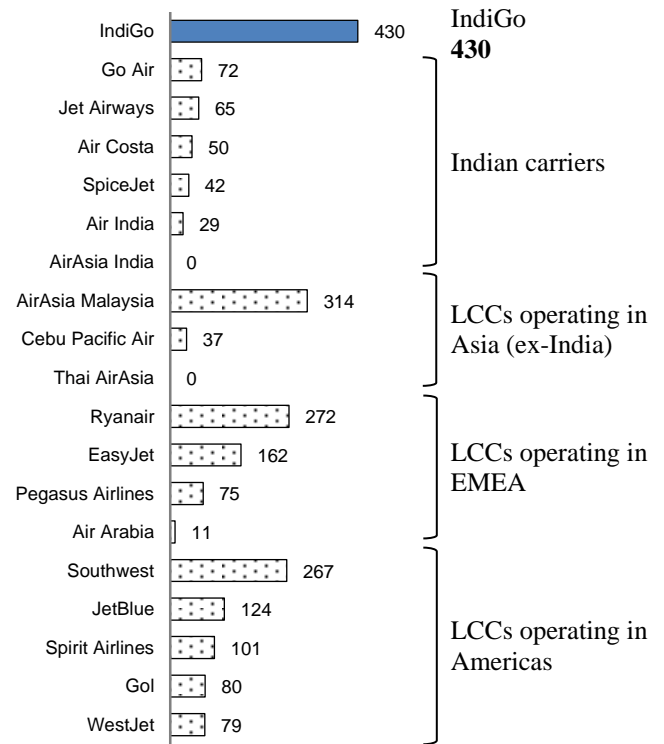 IndiGo 430
IndiGo
430
Go Air 72
Jet Airways 65
Air Costa 50
SpiceJet 42
Air India 29
AirAsia India 0
Indian carriers
AirAsia Malaysia 314
Cebu Pacific Air 37
Thai AirAsia 0
LCCs operating in
Asia (ex-India)
Ryanair 272
EasyJet 162
Pegasus Airlines 75
Air Arabia 11
LCCs operating in
EMEA
Southwest 267
JetBlue 124
Spirit Airlines 101
Gol 80
WestJet 79
LCCs operating in
Americas